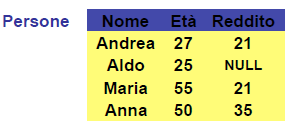 Persone
Nome Età Reddito
Andrea 27 21
Aldo 25 NULL
Maria 55 21
Anna 50 35